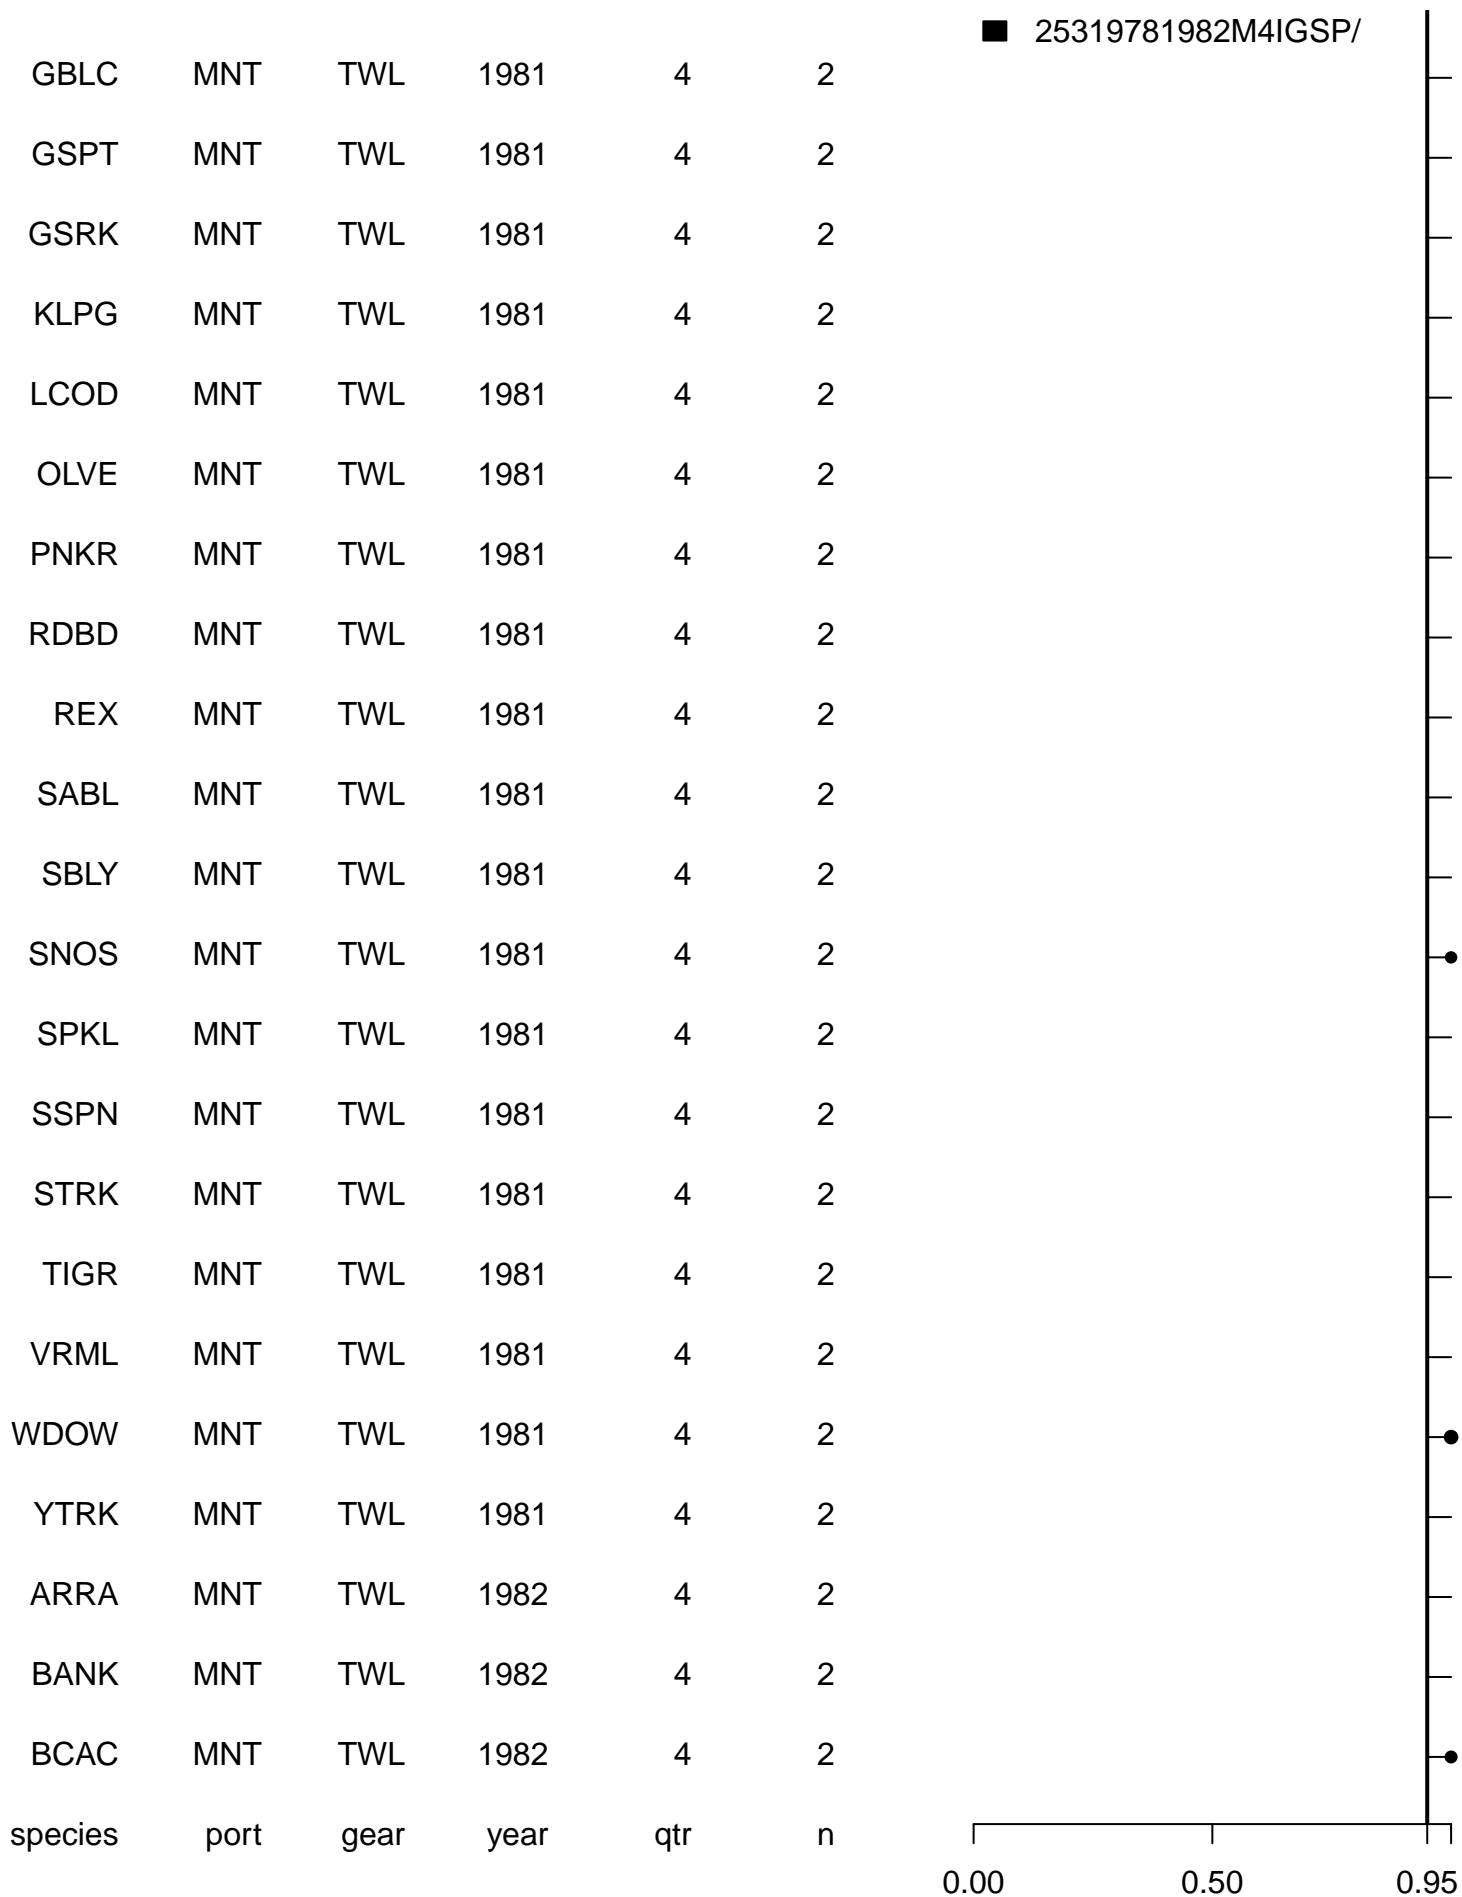 25319781982M4IGSP/
GBLC MNT TWL 1981 4 2
GSPT MNT TWL 1981 4 2
GSRK MNT TWL 1981 4 2
KLPG MNT TWL 1981 4 2
LCOD MNT TWL 1981 4 2
OLVE MNT TWL 1981 4 2
PNKR MNT TWL 1981 4 2
RDBD MNT TWL 1981 4 2
REX MNT TWL 1981 4 2
SABL MNT TWL 1981 4 2
SBLY MNT TWL 1981 4 2
SNOS MNT TWL 1981 4 2
SPKL MNT TWL 1981 4 2
SSPN MNT TWL 1981 4 2
STRK MNT TWL 1981 4 2
TIGR MNT TWL 1981 4 2
VRML MNT TWL 1981 4 2
WDOW MNT TWL 1981 4 2
YTRK MNT TWL 1981 4 2
ARRA MNT TWL 1982 4 2
BANK MNT TWL 1982 4 2
BCAC MNT TWL 1982 4 2
species port gear year qtr n
0.00 0.50 0.95